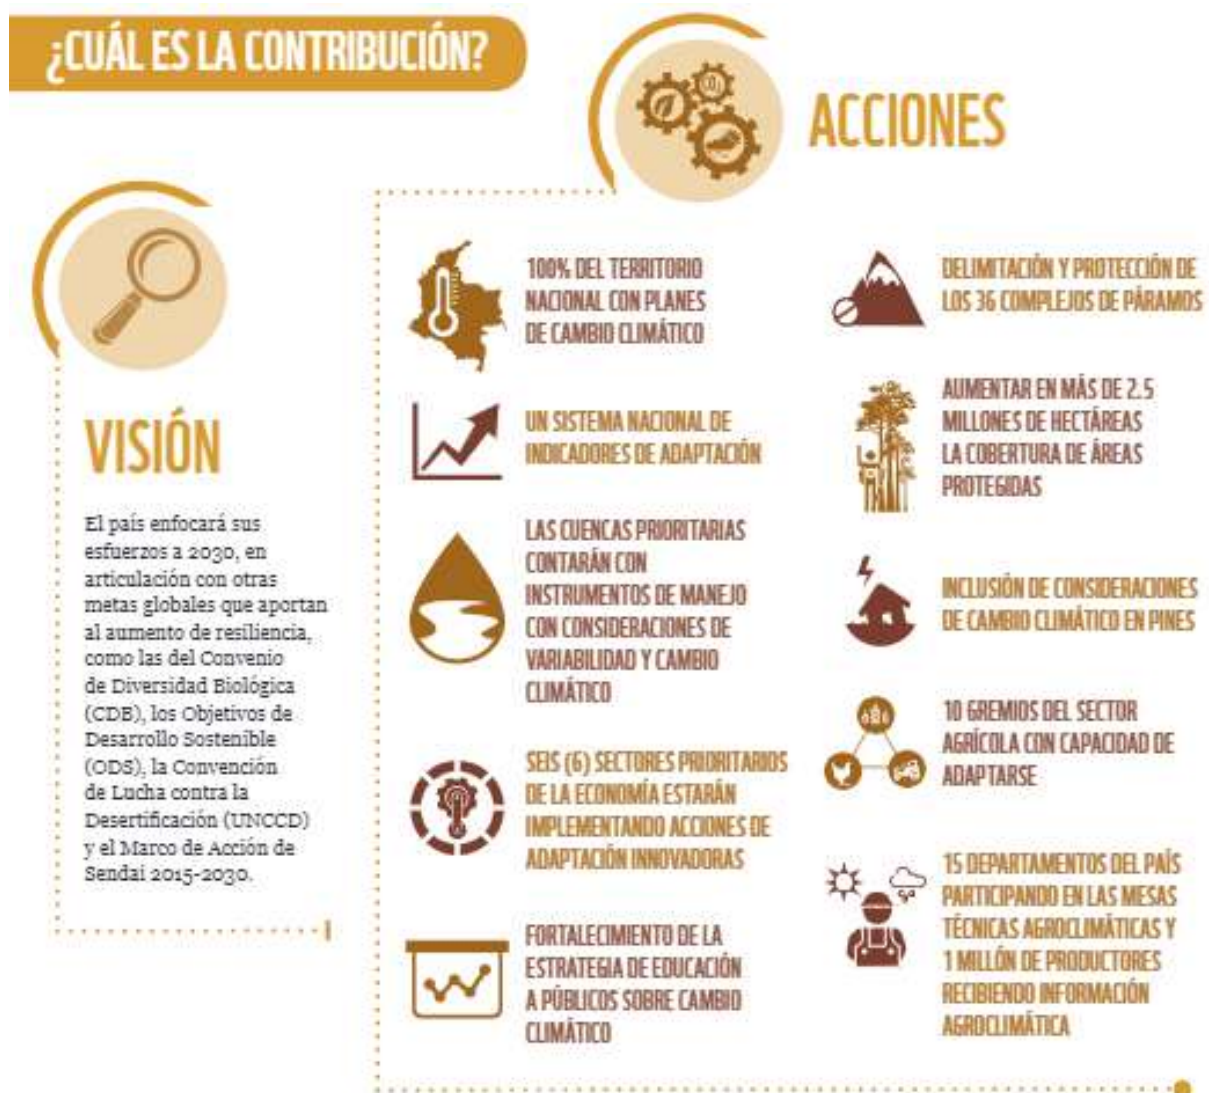 ¿CUÁL ES LA CONTRIBUCIÓN?
VISIÓN
El país enfocará sus
esfuerzos a 2030, en
articulación con otras
metas globales que aportan
al aumento de resiliencia,
como las del Convenio
de Diversidad Biológica
(CDB), los Objetivos de
Desarrollo Sostenible
(ODS), la Convención
de Lucha contra la
Desertificación (UNCCD)
y el Marco de Acción de
Sendai 2015-2030.
ACCIONES
100% DEL TERRITORIO
NACIONAL CON PLANES
DE CAMBIO CLIMÁTICO
UN SISTEMA NACIONAL DE
INDICADORES DE ADAPTACIÓN
LAS CUENCAS PRIORITARIAS
CONTARÁN CON
INSTRUMENTOS DE MANEJO
CON CONSIDERACIONES DE
VARIABILIDAD Y CAMBIO
CLIMÁTICO
SEIS (6) SECTORES PRIORITARIOS
DE LA ECONOMÍA ESTARÁN
IMPLEMENTANDO ACCIONES DE
ADAPTACIÓN INNOVADORAS
FORTALECIMIENTO DE LA
ESTRATEGIA DE EDUCACIÓN
A PÚBLICOS SOBRE CAMBIO
CLIMÁTICO
DELIMITACIÓN Y PROTECCIÓN DE
LOS 36 COMPLEJOS DE PÁRAMOS
AUMENTAR EN MÁS DE 2.5
MILLONES DE HECTÁREAS
LA COBERTURA DE ÁREAS
PROTEGIDAS
INCLUSIÓN DE CONSIDERACIONES
DE CAMBIO CLIMÁTICO EN PINES
10 GREMIOS DEL SECTOR
AGRÍCOLA CON CAPACIDAD DE
ADAPTARSE
15 DEPARTAMENTOS DEL PAÍS
PARTICIPANDO EN LAS MESAS
TÉCNICAS AGROCLIMÁTICAS Y
1 MILLÓN DE PRODUCTORES
RECIBIENDO INFORMACIÓN
AGROCLIMÁTICA